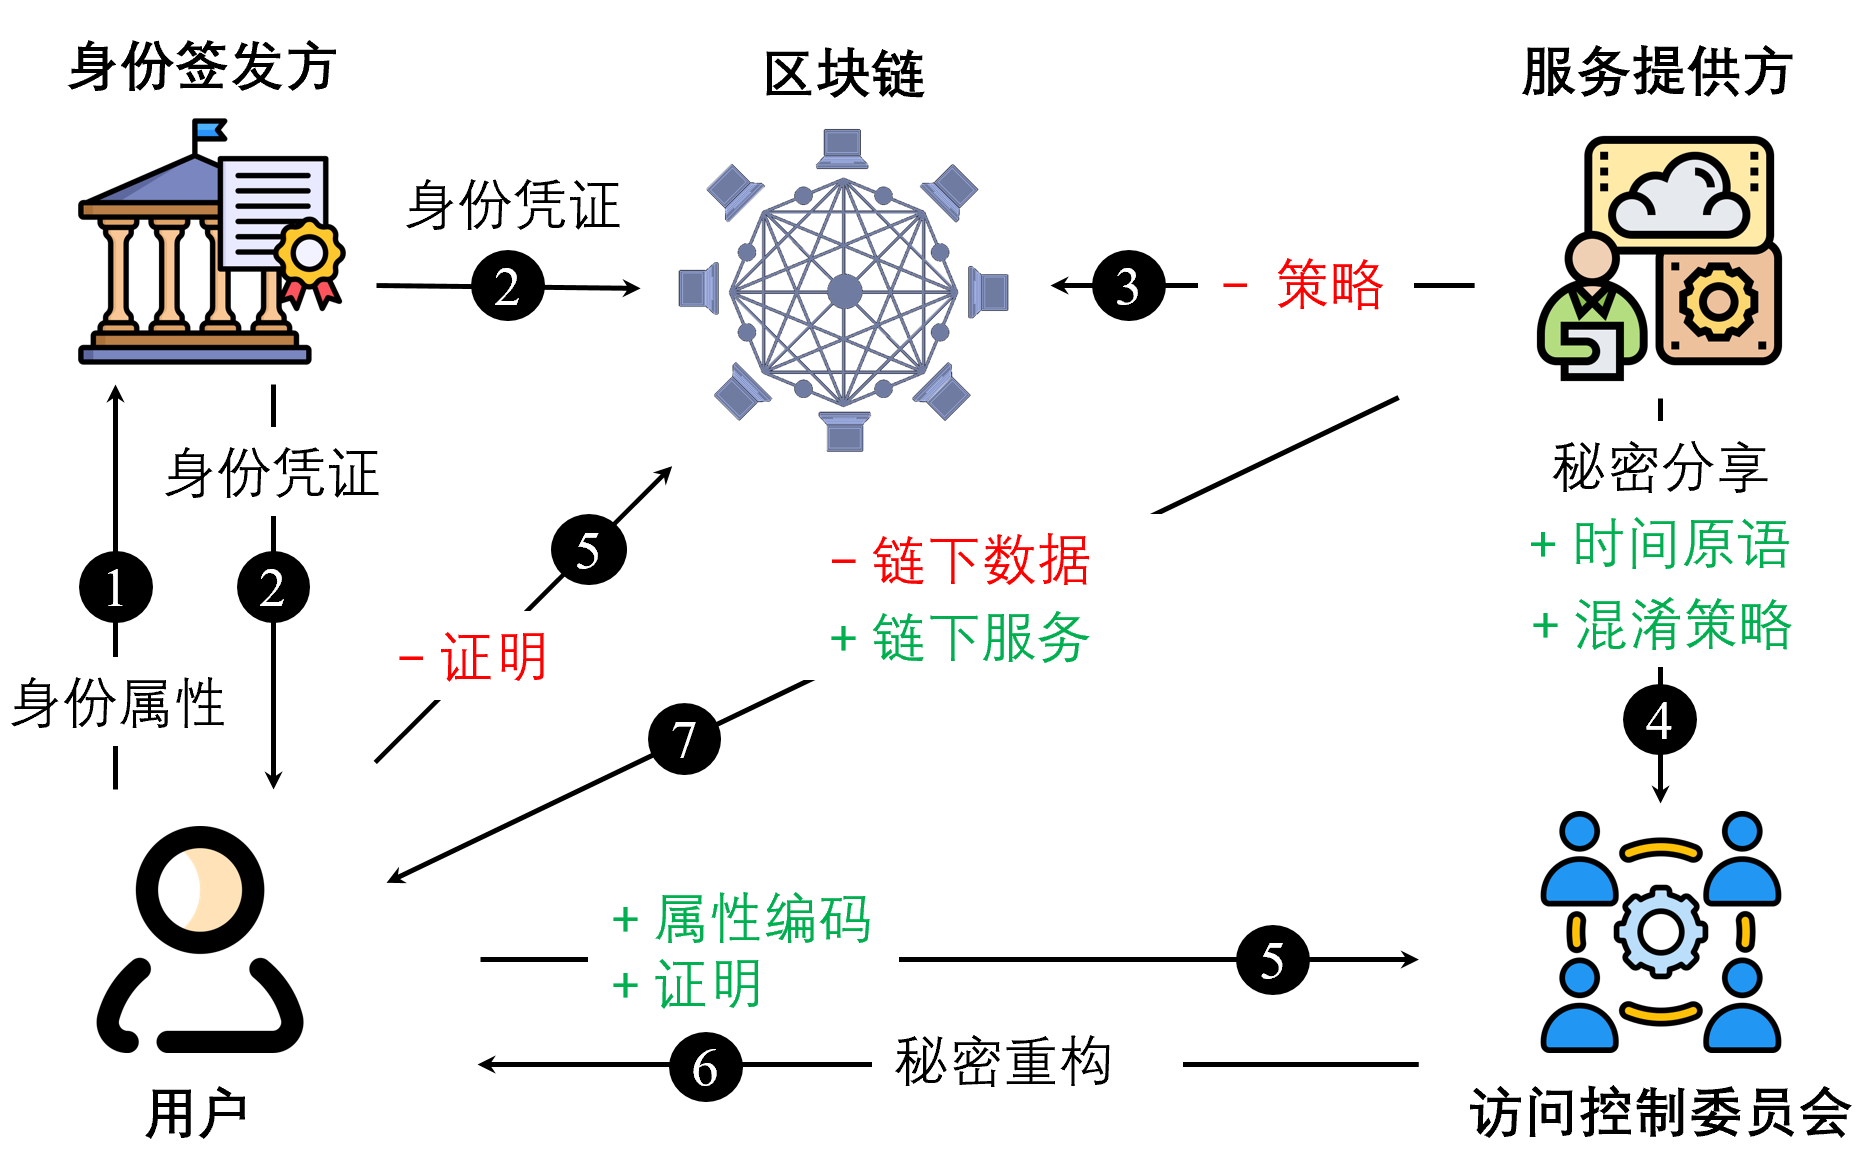 身份签发方
区块链
服务提供方
身份凭证
2
3
- 策略
身份凭证
秘密分享
+ 时间原语
+ 混淆策略
5
- 链下数据
+ 链下服务
1
2
- 证明
身份属性
7
4
+ 属性编码
+ 证明
5
6
秘密重构
用户
访问控制委员会